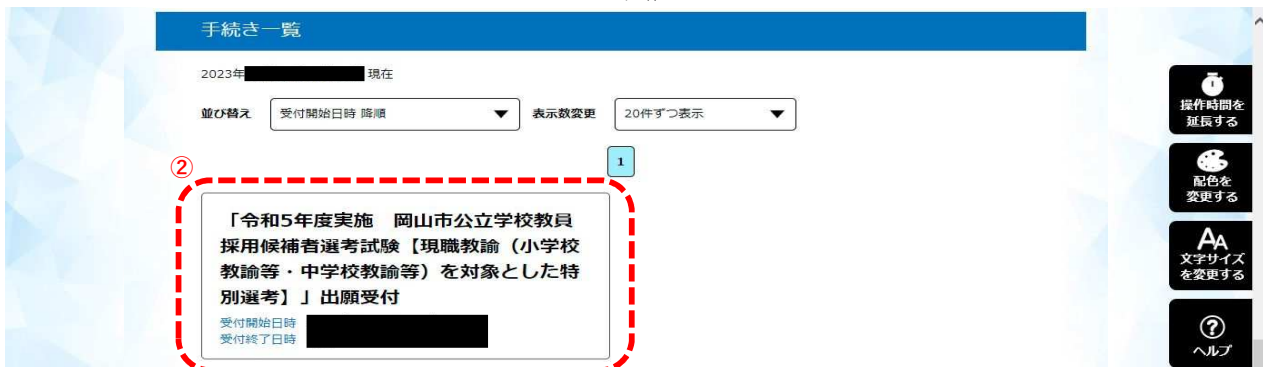 手続き一覧
2023年 現在
並び替え 受付開始日時 降順 ▼ 表示数変更 20件ずつ表示 ▼
1
②
「令和5年度実施　岡山市公立学校教員
採用候補者選考試験【現職教諭（小学校
教諭等・中学校教諭等）を対象とした特
別選考】」出願受付
受付開始日時
受付終了日時
操作時間を
延長する
配色を
変更する
AA
文字サイズ
を変更する
?
ヘルプ